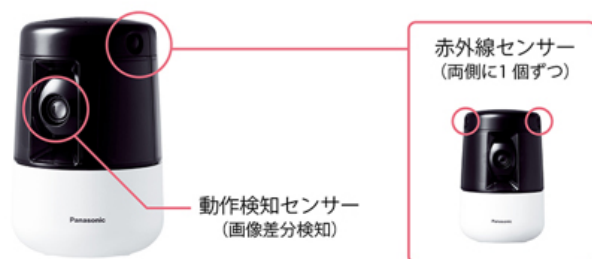 赤外線センサー
（両側に1個ずつ）
動作検知センサー
（画像差分検知）
Panasonic
Panasonic